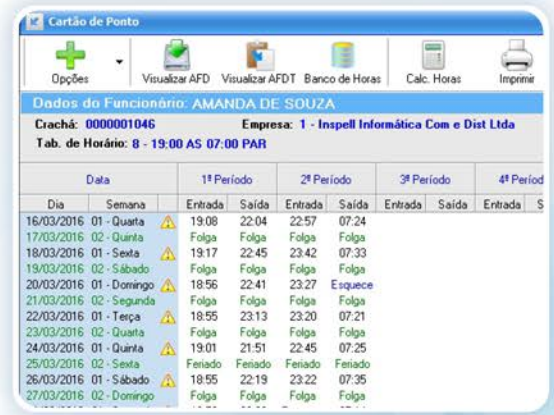 Cartão de Ponto
Opções Visualizar AFD Visualizar AFDT Banco de Horas Calc. Horas Imprimir
Dados do Funcionário: AMANDA DE SOUZA
Crachá: 0000001046 Empresa: 1 - Inspell Informática Com e Dist Ltda
Tab. de Horário: 8 - 19:00 AS 07:00 PAR
Data 1º Período 2º Período 3º Período 4º Períod
Dia Semana Entrada Saída Entrada Saída Entrada Saída Entrada S
16/03/2016 01 - Quarta 19:08 22:04 22:57 07:24
17/03/2016 02 - Quinta Folga Folga Folga Folga
18/03/2016 01 - Sexta 19:17 22:45 23:42 07:33
19/03/2016 02 - Sábado Folga Folga Folga Folga
20/03/2016 01 - Domingo 18:56 22:41 23:27 Esquece
21/03/2016 02 - Segunda Folga Folga Folga Folga
22/03/2016 01 - Terça 18:55 23:13 23:20 07:21
23/03/2016 02 - Quarta Folga Folga Folga Folga
24/03/2016 01 - Quinta 19:01 21:51 22:45 07:25
25/03/2016 02 - Sexta Feriado Feriado Feriado Feriado
26/03/2016 01 - Sábado 18:55 22:19 23:22 07:35
27/03/2016 02 - Domingo Folga Folga Folga Folga